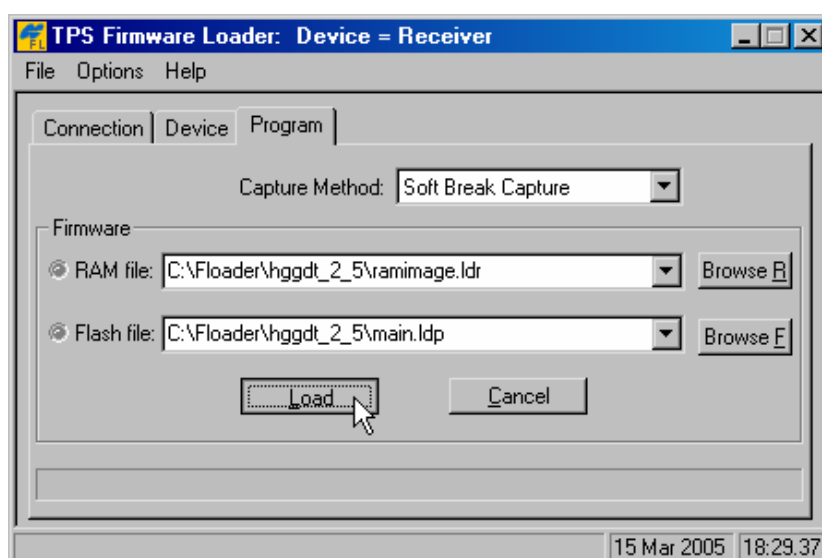 TPS Firmware Loader: Device = Receiver
File Options Help
Connection Device Program
Capture Method: Soft Break Capture
Firmware
RAM file: C:\Floader\hggdt_2_5\ramimage.ldr Browse R
Flash file: C:\Floader\hggdt_2_5\main.ldp Browse F
Load Cancel
15 Mar 2005 18:29.37